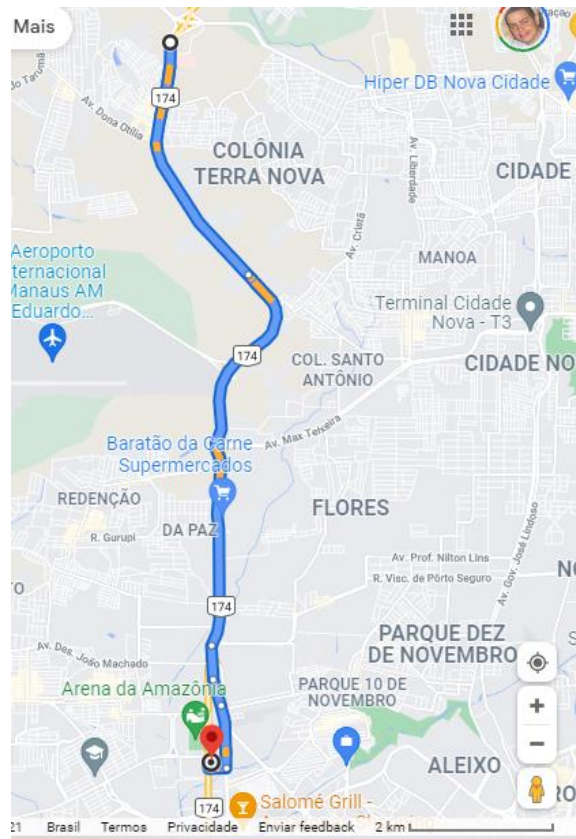 Mais
Hiper DB Nova Cidade
174
Av. Dona Otília
COLÔNIA
TERRA NOVA
Av. Liberdade
CIDADE
Av. Cristã
Aeroporto
nternacional
Manaus AM
Eduardo...
MANOA
Terminal Cidade
Nova - T3
174
COL. SANTO
ANTÔNIO
CIDADE NO
Av. Max Teixeira
Baratão da Carne
Supermercados
REDENÇÃO
FLORES
DA PAZ
R. Gurupi
Av. Gov. José Lindoso
Av. Prof. Nilton Lins
R. Visc. de Pôrto Seguro
174
PARQUE DEZ
DE NOVEMBRO
Av. Des. João Machado
Arena da Amazônia
PARQUE 10 DE
NOVEMBRO
ALEIXO
174
Salomé Grill -
21 Brasil Termos Privacidade Enviar feedback 2 km